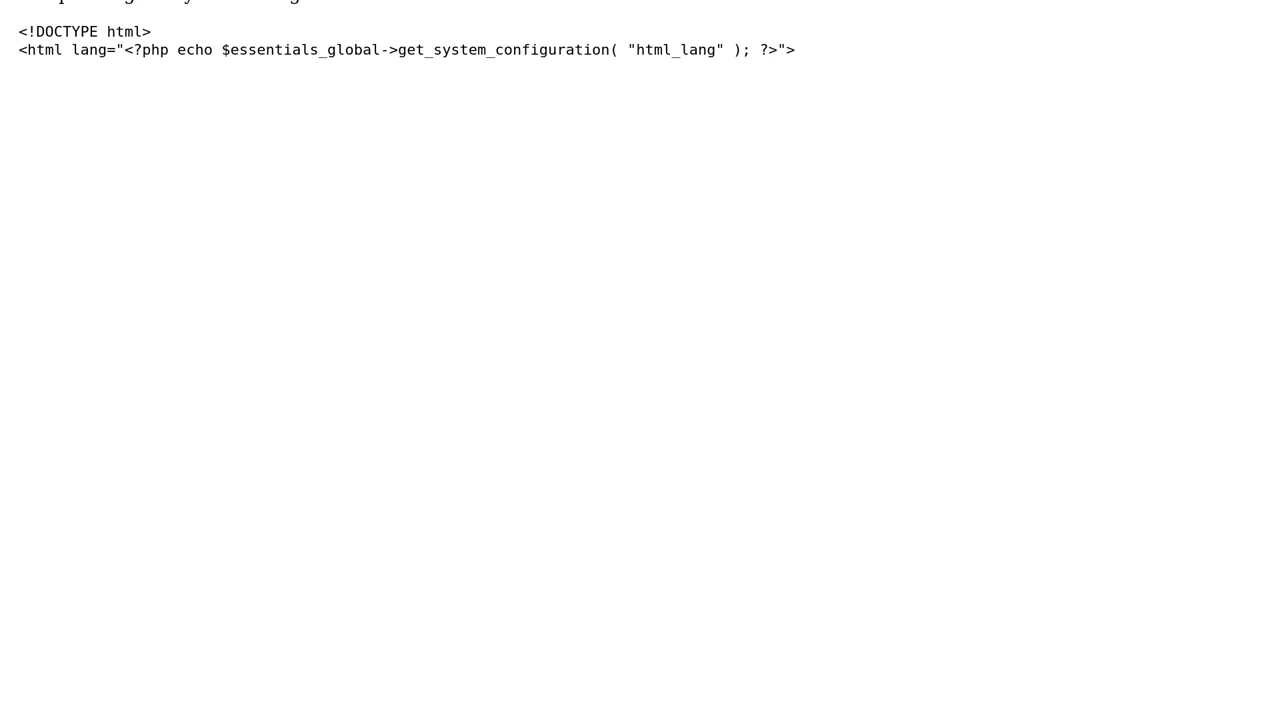 <!DOCTYPE html>
<html lang="<?php echo $essentials_global->get_system_configuration( "html_lang" ); ?>">